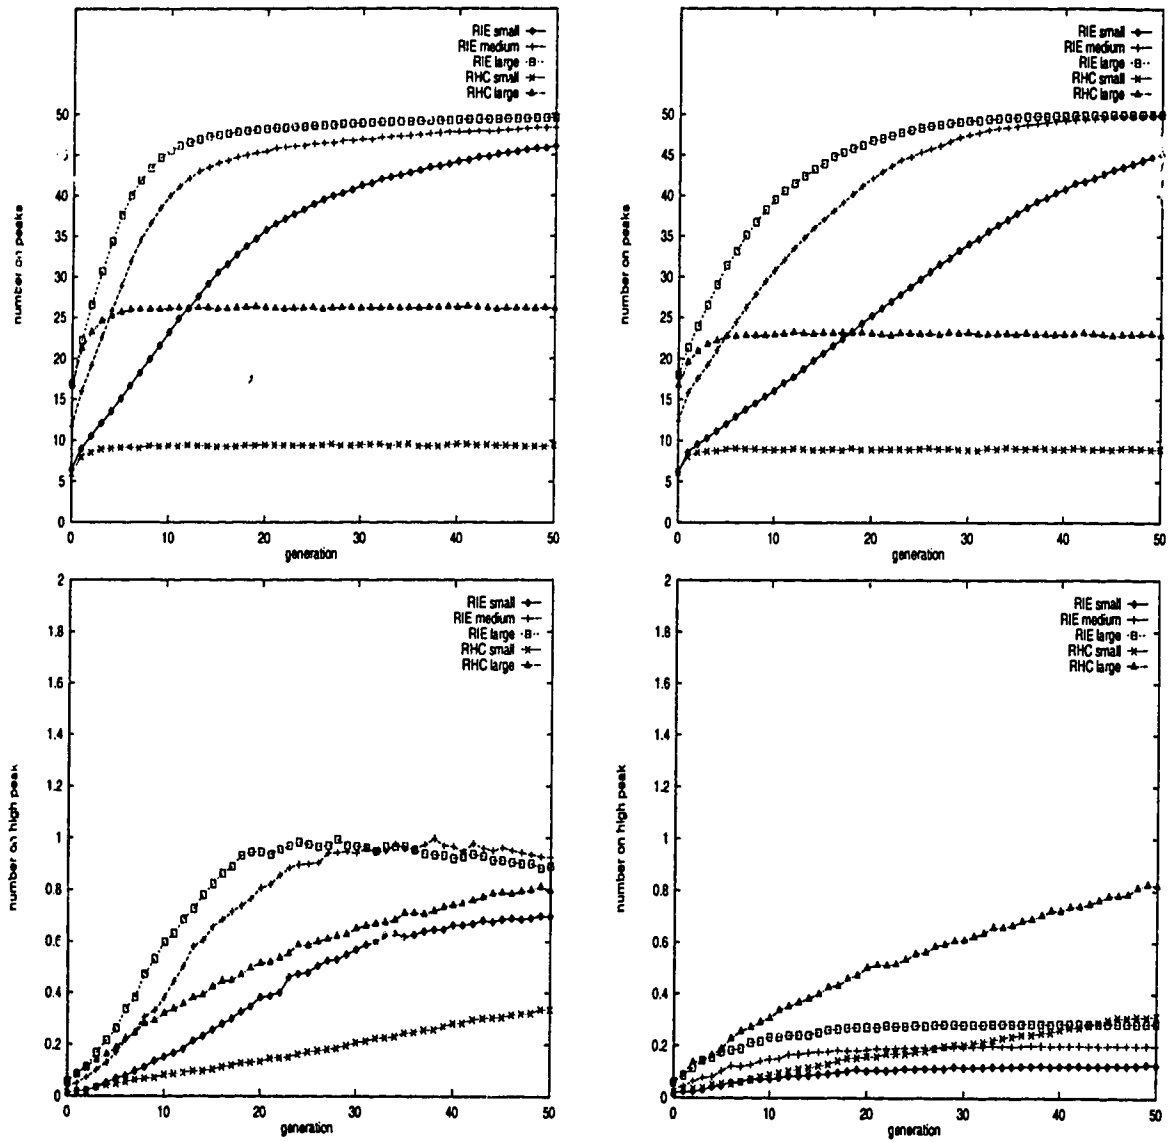 RIE small
RIE medium
RIE large
RHC small
RHC large
50
45
40
35
30
25
20
15
10
5
0
number on peaks
0 10 20 30 40 50
generation
RIE small
RIE medium
RIE large
RHC small
RHC large
50
45
40
35
30
25
20
15
10
5
0
number on peaks
0 10 20 30 40 50
generation
RIE small
RIE medium
RIE large
RHC small
RHC large
2
1.8
1.6
1.4
1.2
1
0.8
0.6
0.4
0.2
0
number on high peak
0 10 20 30 40 50
generation
RIE small
RIE medium
RIE large
RHC small
RHC large
2
1.8
1.6
1.4
1.2
1
0.8
0.6
0.4
0.2
0
number on high peak
0 10 20 30 40 50
generation